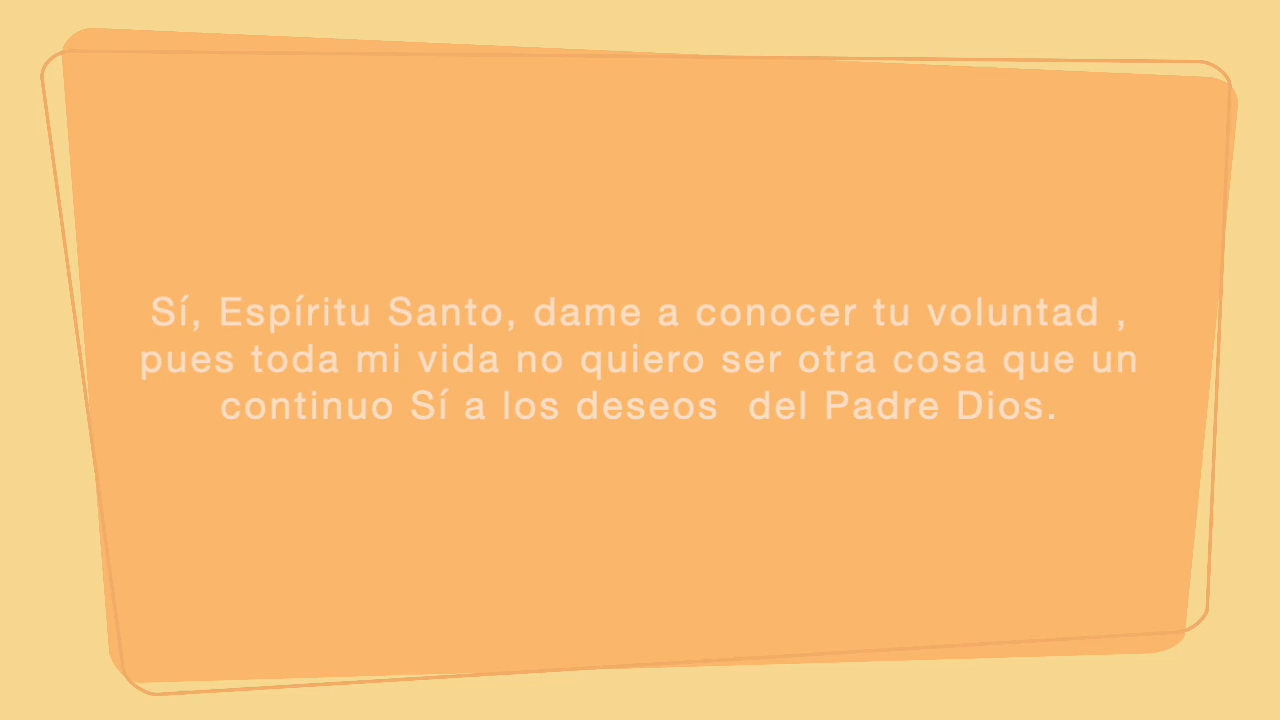 Sí, Espíritu Santo, dame a conocer tu voluntad ,
pues toda mi vida no quiero ser otra cosa que un
continuo Sí a los deseos  del Padre Dios.